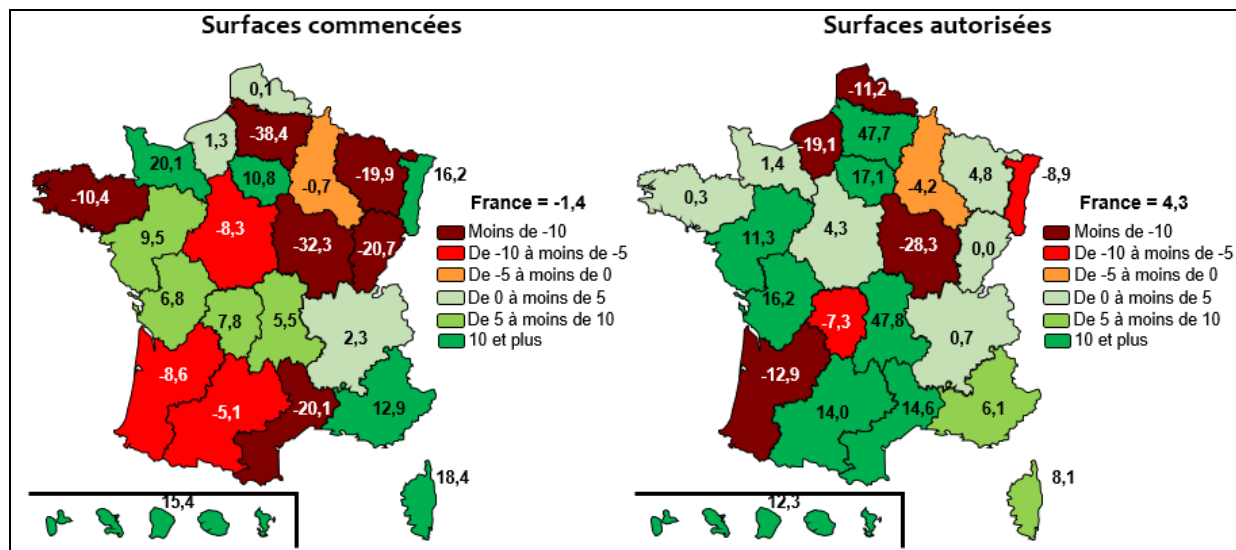 Surfaces commencées
0,1
-38,4
1,3
20,1
10,8
-0,7
-19,9
16,2
-10,4
9,5
-8,3
-32,3
-20,7
6,8
7,8
5,5
2,3
-8,6
-5,1
-20,1
12,9
18,4
15,4
France = -1,4
Moins de -10
De -10 à moins de -5
De -5 à moins de 0
De 0 à moins de 5
De 5 à moins de 10
10 et plus
Surfaces autorisées
-11,2
47,7
-19,1
1,4
17,1
-4,2
4,8
-8,9
0,3
11,3
4,3
-28,3
0,0
16,2
-7,3
47,8
0,7
-12,9
14,0
14,6
6,1
8,1
12,3
France = 4,3
Moins de -10
De -10 à moins de -5
De -5 à moins de 0
De 0 à moins de 5
De 5 à moins de 10
10 et plus